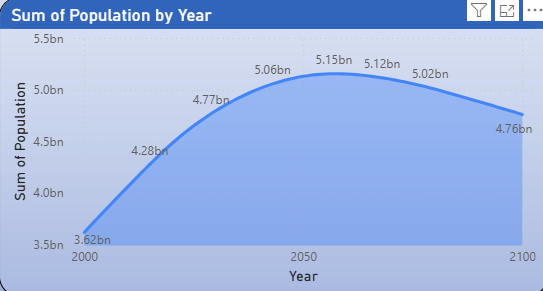 Sum of Population by Year
5.5bn
5.0bn
4.5bn
4.0bn
3.5bn
Sum of Population
3.62bn
4.28bn
4.77bn
5.06bn
5.15bn
5.12bn
5.02bn
4.76bn
2000
2050
2100
Year